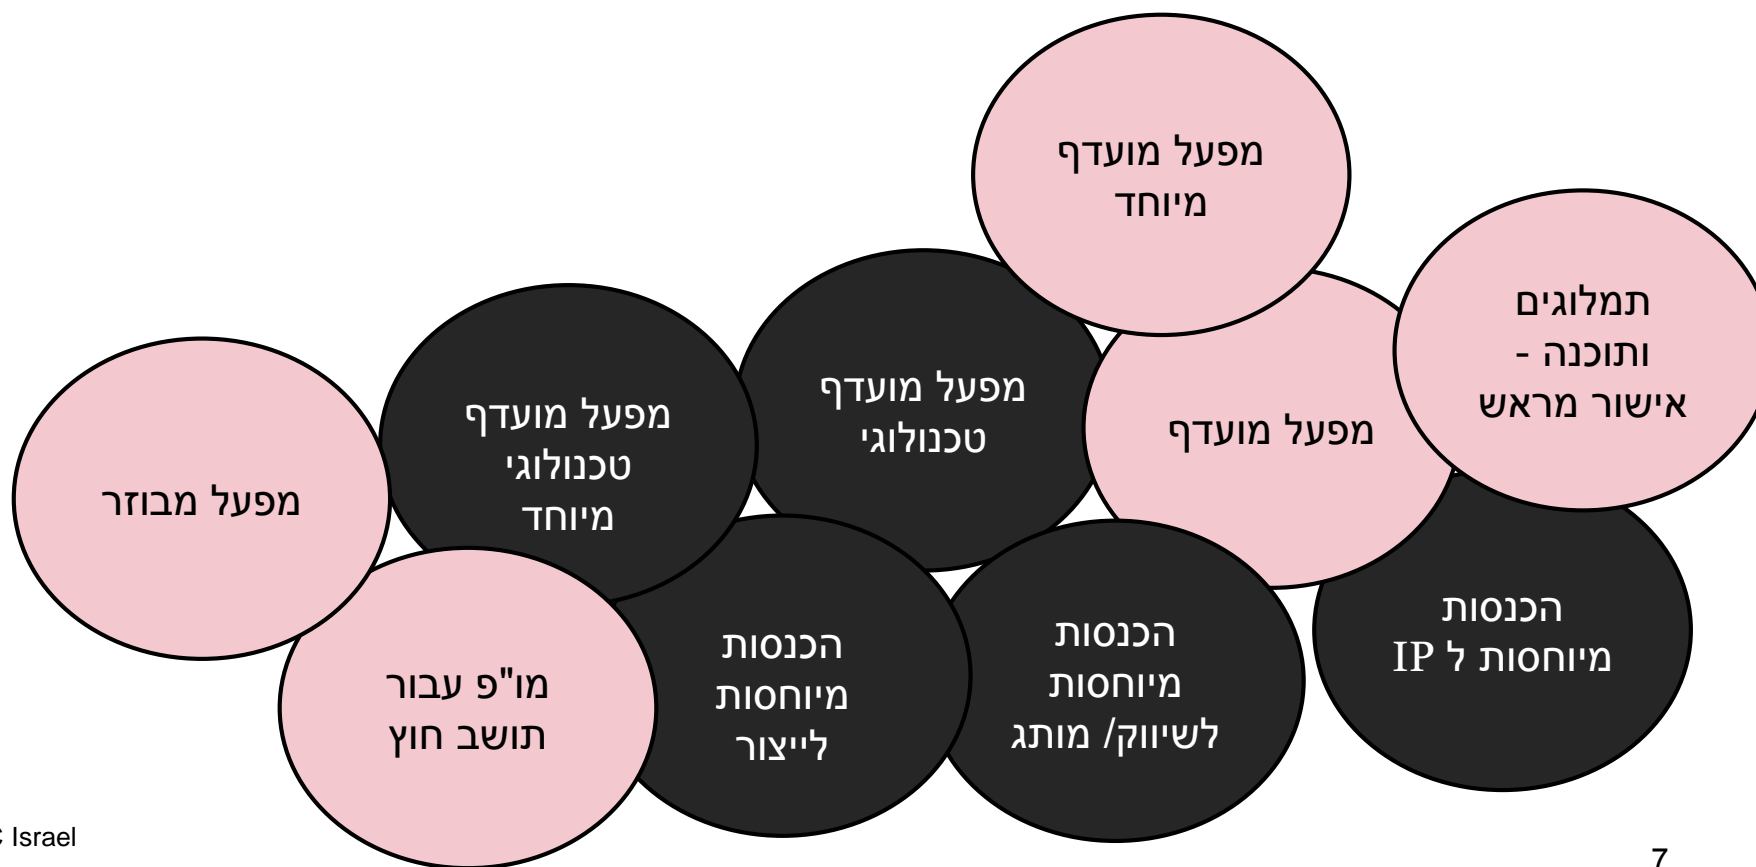 מפעל מועדף
מיוחד
תמלוגים
ותוכנה -
אישור מראש
מפעל מועדף
מפעל מועדף
טכנולוגי
מפעל מועדף
טכנולוגי
מיוחד
מפעל מבוזר
הכנסות
מיוחסות ל IP
הכנסות
מיוחסות
לשיווק/ מותג
הכנסות
מיוחסות
לייצור
מו"פ עבור
תושב חוץ
Israel
7